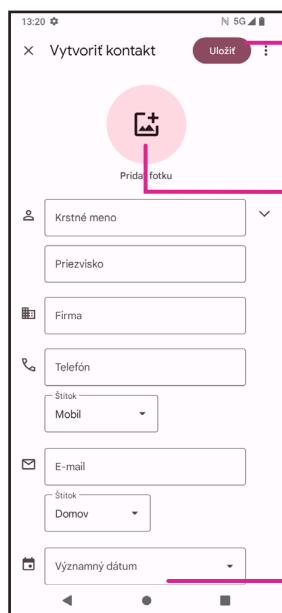 13:20 5G
Vytvoriť kontakt Uložiť
Pridať fotku
Krstné meno
Priezvisko
Firma
Telefón
Štítok
Mobil
E-mail
Štítok
Domov
Významný dátum